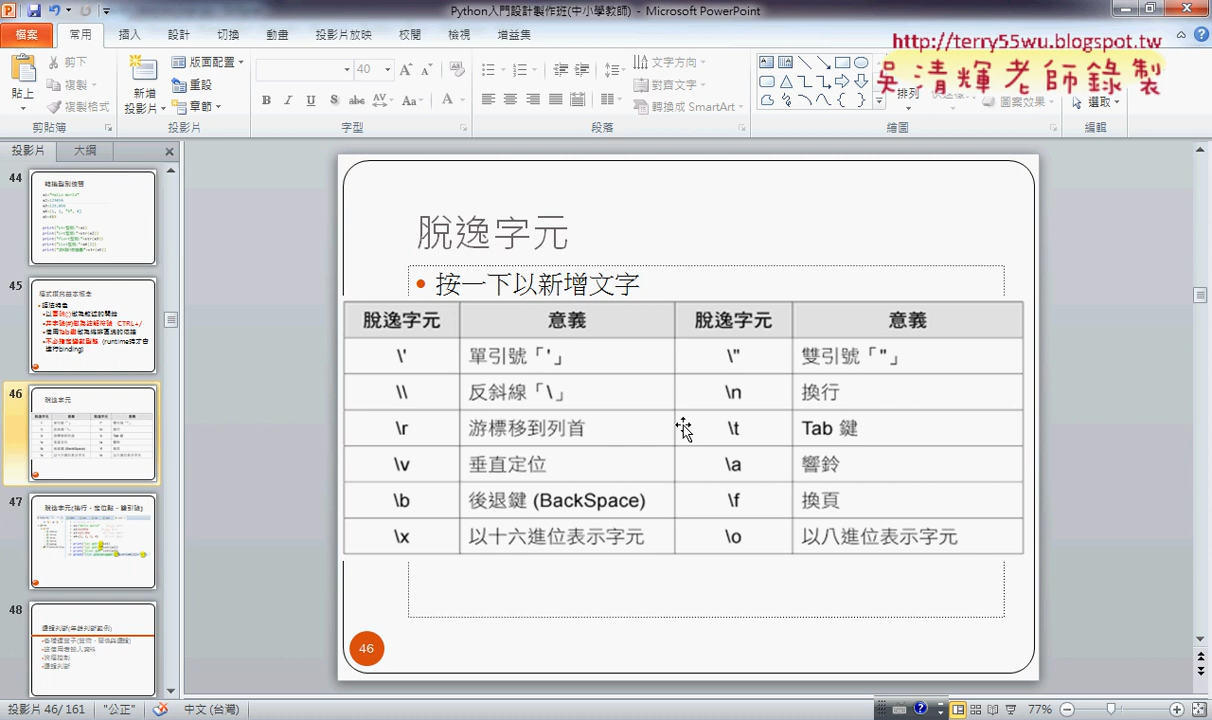 Python入門設計製作班(中小學教師) - Microsoft PowerPoint
檔案 常用 插入 設計 切換 動畫 投影片放映 校閱 檢視 增益集
http://terry55wu.blogspot.tw
吳清輝老師錄製
貼上 剪下 複製 複製格式 剪貼簿
新增投影片 版面配置 重設 章節 投影片
40 字型
文字方向 對齊文字 轉換成 SmartArt 段落
排列 圖案效果 繪圖
選取 編輯
投影片 大綱
44
45
46
47
48
脫逸字元
按一下以新增文字
脫逸字元 意義 脫逸字元 意義
\' 單引號「'」 \" 雙引號「"」
\\ 反斜線「\」 \n 換行
\r 游標移到列首 \t Tab 鍵
\v 垂直定位 \a 響鈴
\b 後退鍵 (BackSpace) \f 換頁
\x 以十六進位表示字元 \o 以八進位表示字元
46
投影片 46/ 161 "公正" 中文 (台灣) 77%